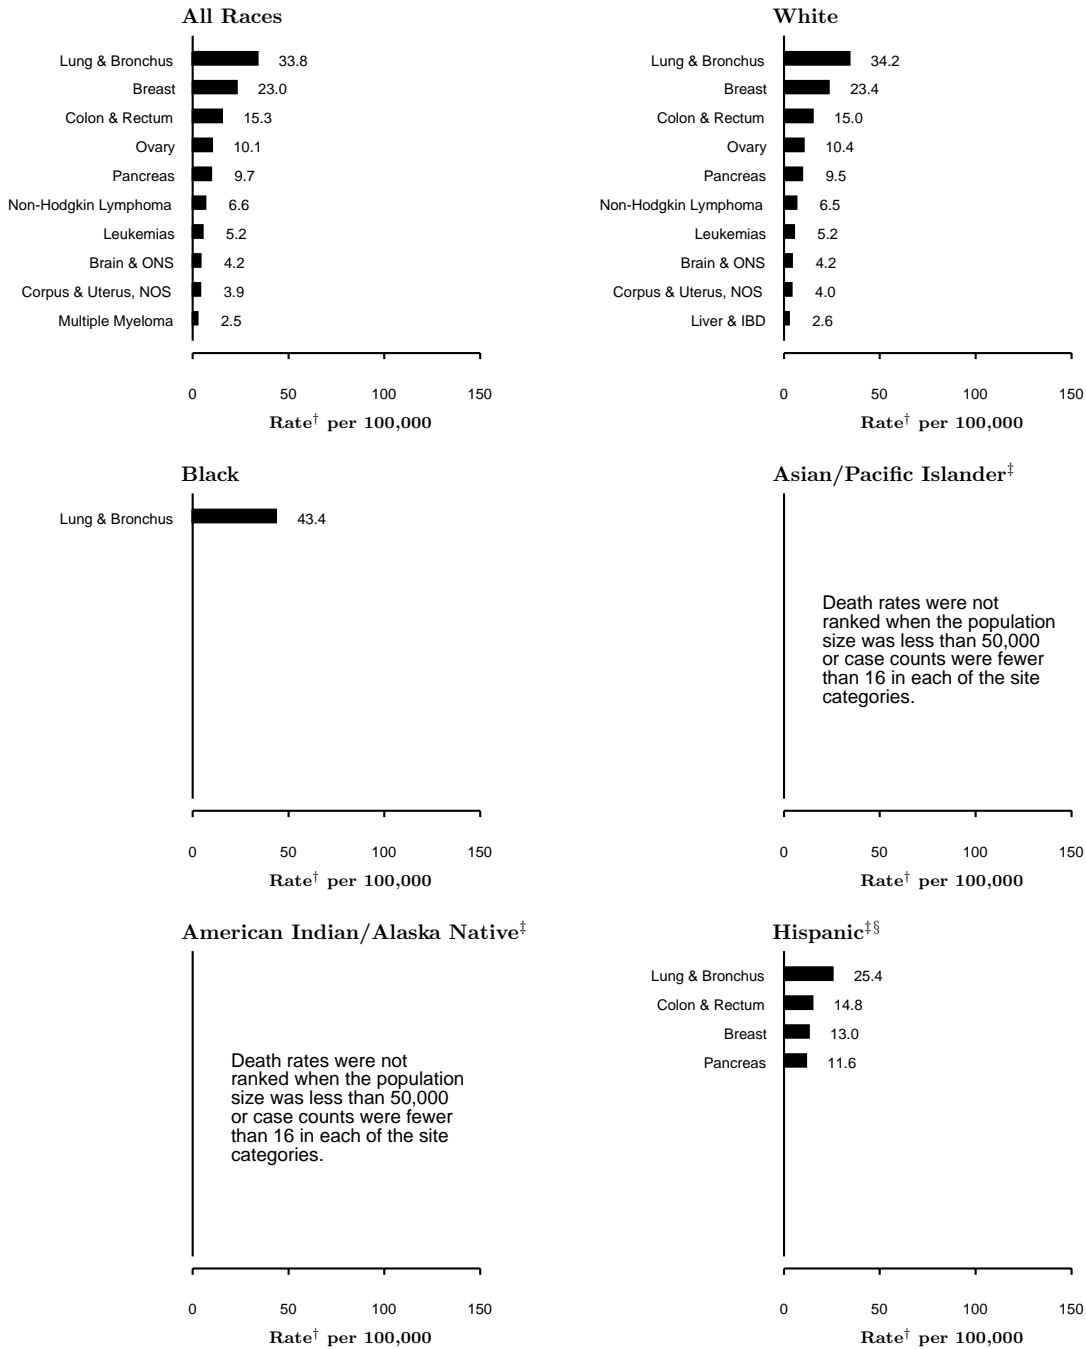 All Races
Lung & Bronchus 33.8
Breast 23.0
Colon & Rectum 15.3
Ovary 10.1
Pancreas 9.7
Non-Hodgkin Lymphoma 6.6
Leukemias 5.2
Brain & ONS 4.2
Corpus & Uterus, NOS 3.9
Multiple Myeloma 2.5
0 50 100 150
Rate† per 100,000
White
Lung & Bronchus 34.2
Breast 23.4
Colon & Rectum 15.0
Ovary 10.4
Pancreas 9.5
Non-Hodgkin Lymphoma 6.5
Leukemias 5.2
Brain & ONS 4.2
Corpus & Uterus, NOS 4.0
Liver & IBD 2.6
0 50 100 150
Rate† per 100,000
Black
Lung & Bronchus 43.4
0 50 100 150
Rate† per 100,000
Asian/Pacific Islander‡
Death rates were not
ranked when the population
size was less than 50,000
or case counts were fewer
than 16 in each of the site
categories.
0 50 100 150
Rate† per 100,000
American Indian/Alaska Native‡
Death rates were not
ranked when the population
size was less than 50,000
or case counts were fewer
than 16 in each of the site
categories.
0 50 100 150
Rate† per 100,000
Hispanic‡§
Lung & Bronchus 25.4
Colon & Rectum 14.8
Breast 13.0
Pancreas 11.6
0 50 100 150
Rate† per 100,000